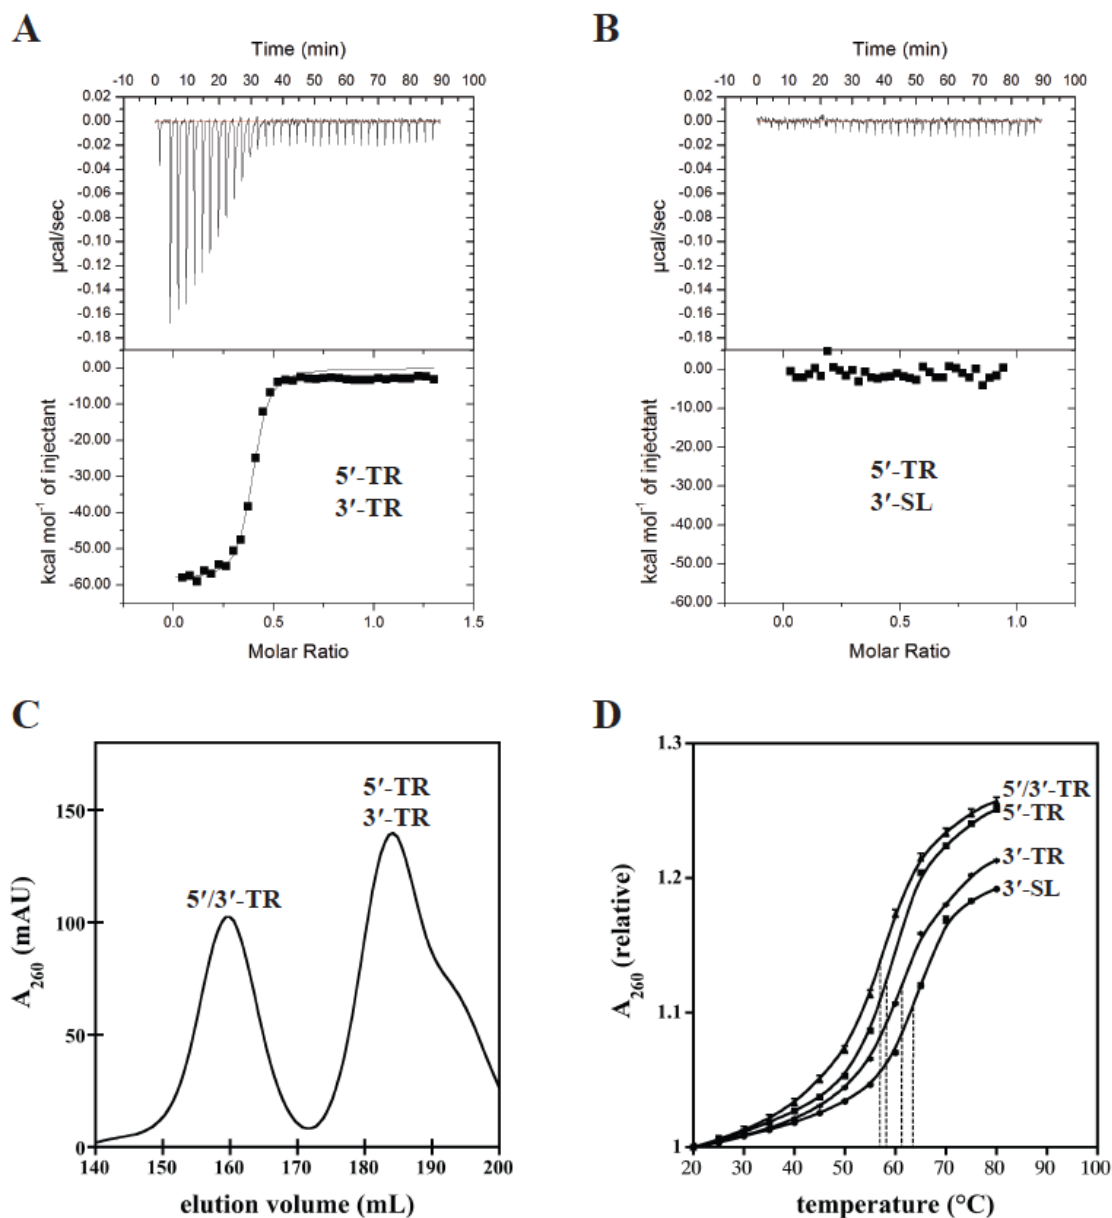 A
Time (min)
-10 0 10 20 30 40 50 60 70 80 90 100
0.02
0.00
-0.02
-0.04
-0.06
-0.08
-0.10
-0.12
-0.14
-0.16
-0.18
µcal/sec
0.00
-10.00
-20.00
-30.00
-40.00
-50.00
-60.00
kcal mol⁻¹ of injectant
5′-TR
3′-TR
0.0 0.5 1.0 1.5
Molar Ratio
B
Time (min)
-10 0 10 20 30 40 50 60 70 80 90 100
0.02
0.00
-0.02
-0.04
-0.06
-0.08
-0.10
-0.12
-0.14
-0.16
-0.18
µcal/sec
0.00
-10.00
-20.00
-30.00
-40.00
-50.00
-60.00
kcal mol⁻¹ of injectant
5′-TR
3′-SL
0.0 0.5 1.0
Molar Ratio
C
150
100
50
0
A₂₆₀ (mAU)
5′-TR
3′-TR
5′/3′-TR
140 150 160 170 180 190 200
elution volume (mL)
D
1.3
1.2
1.1
1
A₂₆₀ (relative)
5′/3′-TR
5′-TR
3′-TR
3′-SL
20 30 40 50 60 70 80 90 100
temperature (°C)